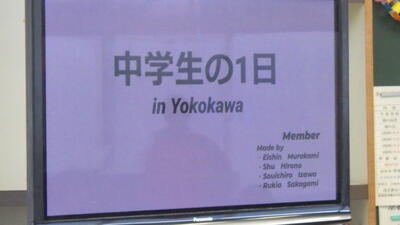 中学生の1日
in Yokokawa
Member
Made by
・Eishin Murakami
・Shu Hirano
・Souichiro Izawa
・Rukia Sakagami
Panasonic